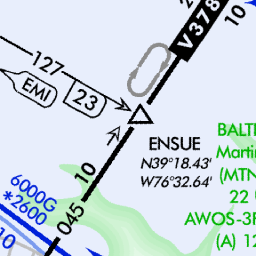 V378
10
127
EMI
23
ENSUE
N39°18.43'
W76°32.64'
10
045
6000G
*2600
10
BALT
Martin
(MTN
22
AWOS-3
(A) 12